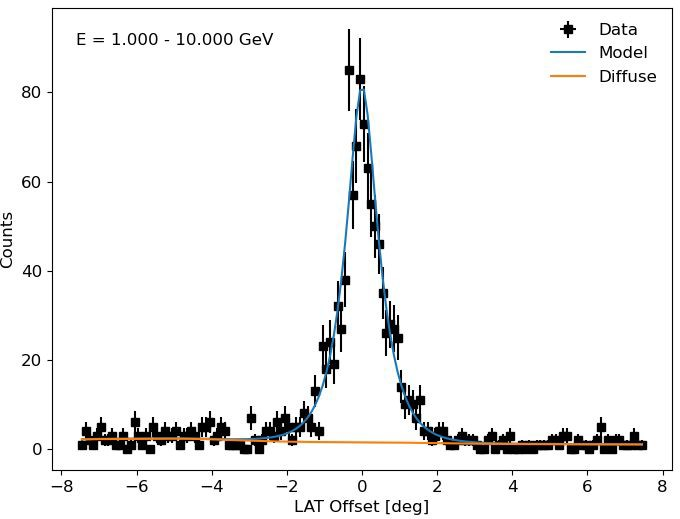 E = 1.000 - 10.000 GeV
Data
Model
Diffuse
Counts
80
60
40
20
0
−8 −6 −4 −2 0 2 4 6 8
LAT Offset [deg]